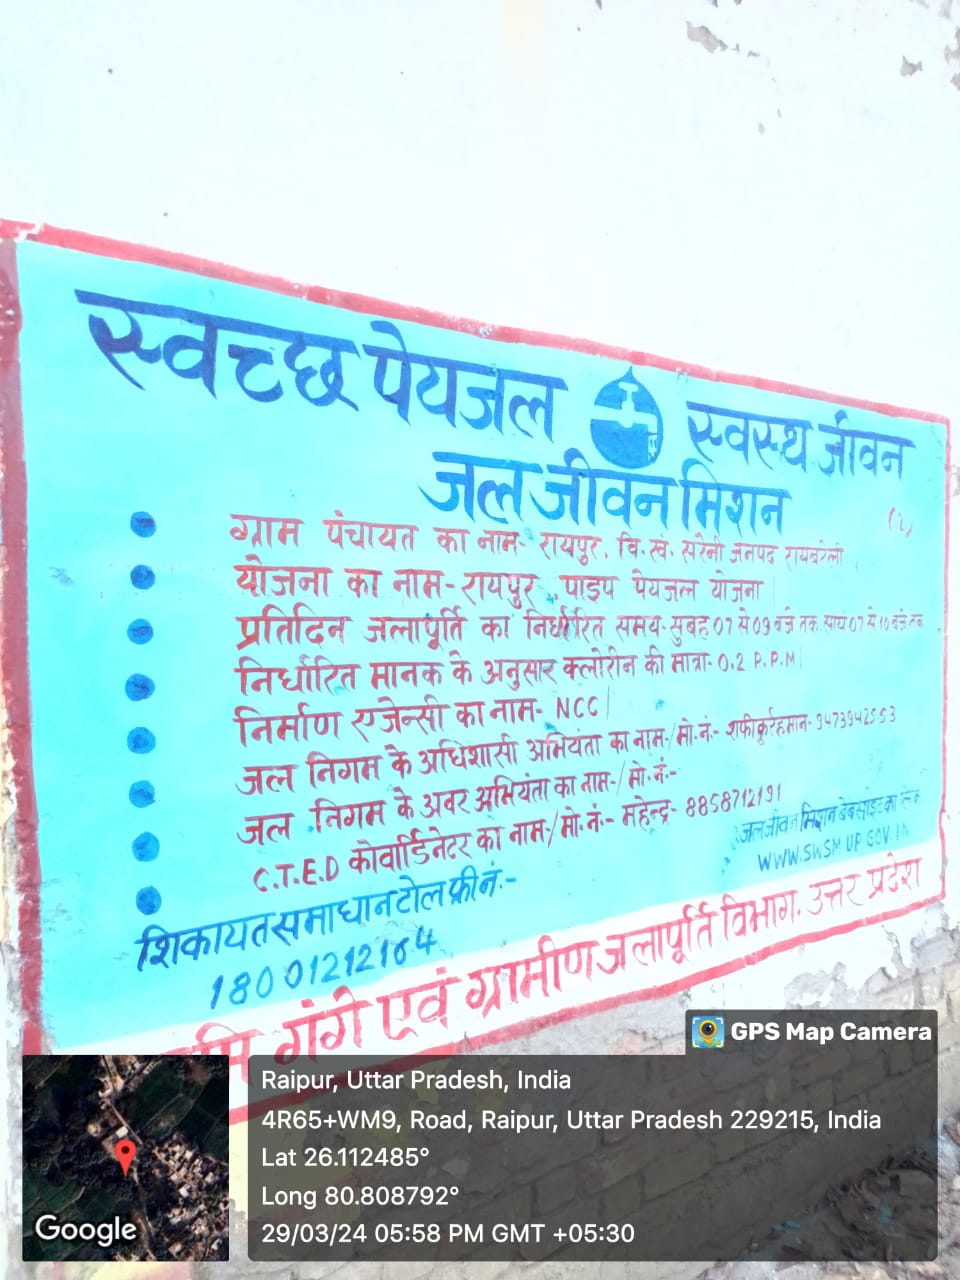 स्वच्छ पेयजल स्वस्थ जीवन
जल जीवन मिशन
(2)
ग्राम पंचायत का नाम- रायपुर, वि.खं. सरेनी जनपद रायबरेली
योजना का नाम- रायपुर पाइप पेयजल योजना
प्रतिदिन जलापूर्ति का निर्धारित समय- सुबह 07 से 09 बजे तक सायं 07 से 10 बजे तक
निर्धारित मानक के अनुसार क्लोरीन की मात्रा- 0.2 P.P.M
निर्माण एजेन्सी का नाम- NCC
जल निगम के अधिशासी अभियंता का नाम-/मो.नं.- शफीकुर्रहमान- 9473942553
जल निगम के अवर अभियंता का नाम-/मो.नं.-
C.T.E.D कोवार्डिनेटर का नाम-/मो.नं.- महेन्द्र- 8858712191
जल जीवन मिशन बेबसाइट का लिंक
WWW.SWSM.UP.GOV.IN
शिकायत समाधान टोल फ्री नं.-
18001212164
गंगे एवं ग्रामीण जलापूर्ति विभाग, उत्तर प्रदेश
GPS Map Camera
Raipur, Uttar Pradesh, India
4R65+WM9, Road, Raipur, Uttar Pradesh 229215, India
Lat 26.112485°
Long 80.808792°
29/03/24 05:58 PM GMT +05:30
Google